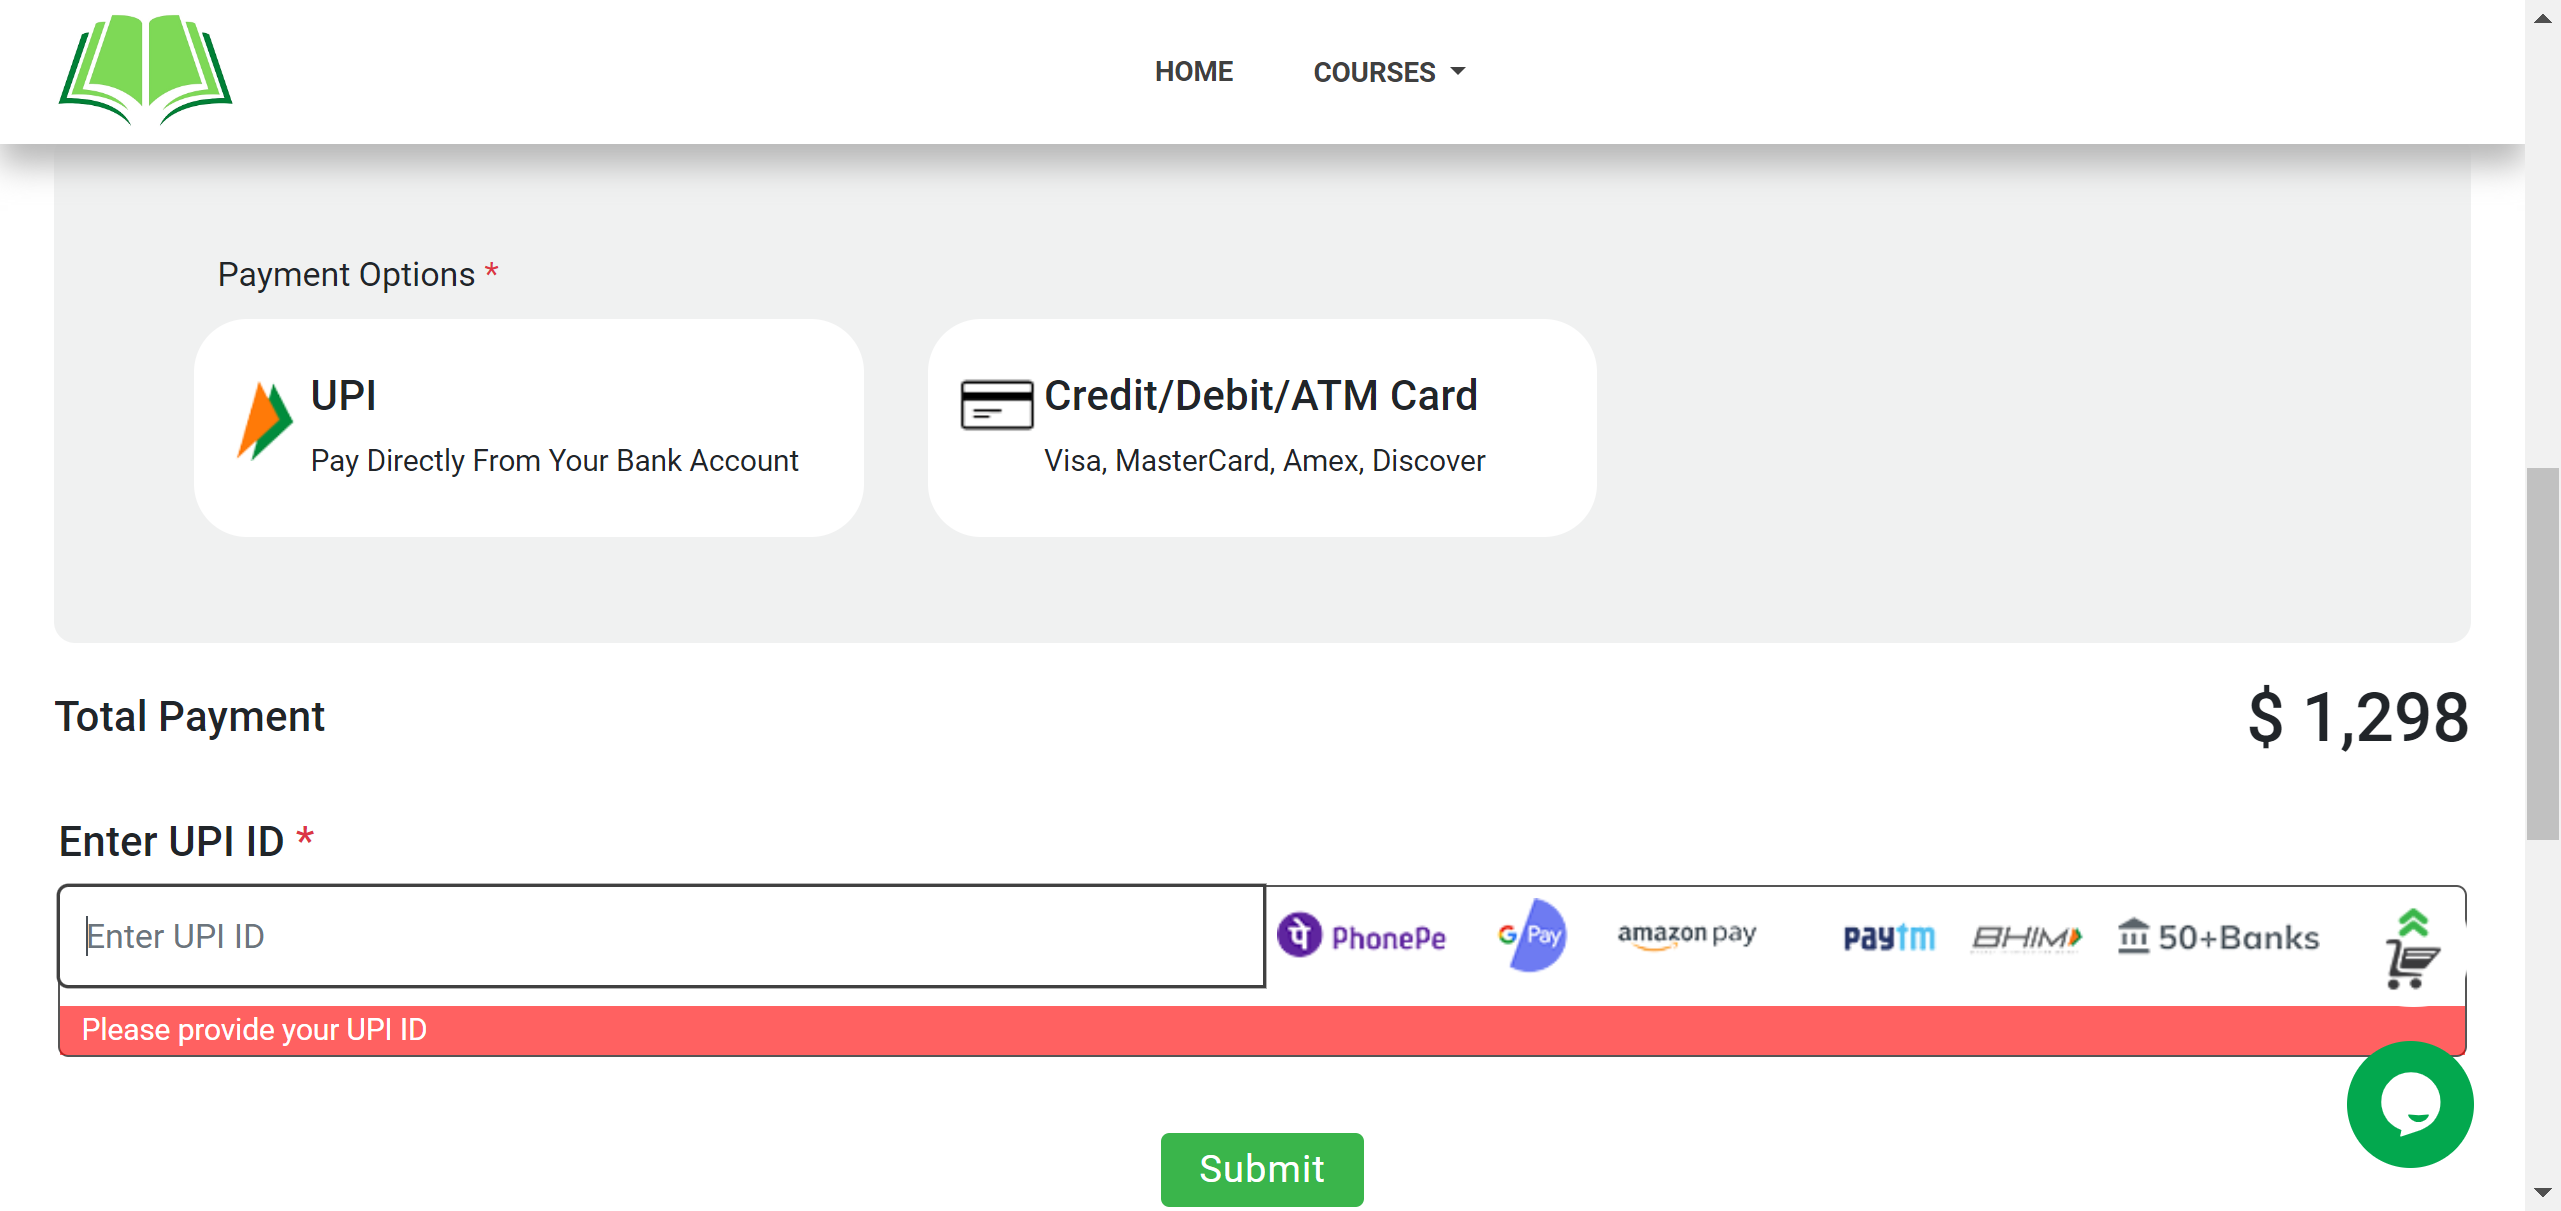 HOME
COURSES
Payment Options *
UPI
Pay Directly From Your Bank Account
Credit/Debit/ATM Card
Visa, MasterCard, Amex, Discover
Total Payment
$ 1,298
Enter UPI ID *
Enter UPI ID
पे PhonePe
G Pay
amazon pay
paytm
BHIM
50+Banks
Please provide your UPI ID
Submit